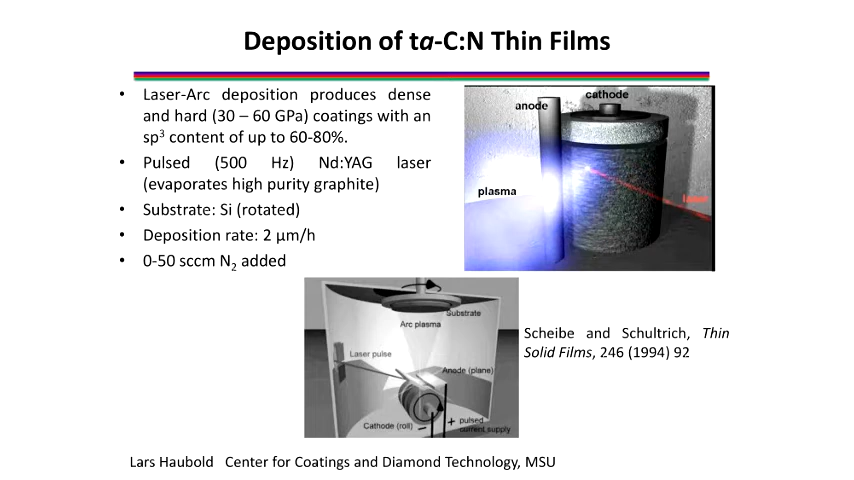 Deposition of ta-C:N Thin Films
• Laser-Arc deposition produces dense
and hard (30 – 60 GPa) coatings with an
sp³ content of up to 60-80%.
• Pulsed (500 Hz) Nd:YAG laser
(evaporates high purity graphite)
• Substrate: Si (rotated)
• Deposition rate: 2 µm/h
• 0-50 sccm N₂ added
cathode
anode
plasma
laser
Substrate
Arc plasma
Laser pulse
Anode (plane)
Cathode (roll)
– + pulsed
current supply
Scheibe and Schultrich, Thin
Solid Films, 246 (1994) 92
Lars Haubold Center for Coatings and Diamond Technology, MSU